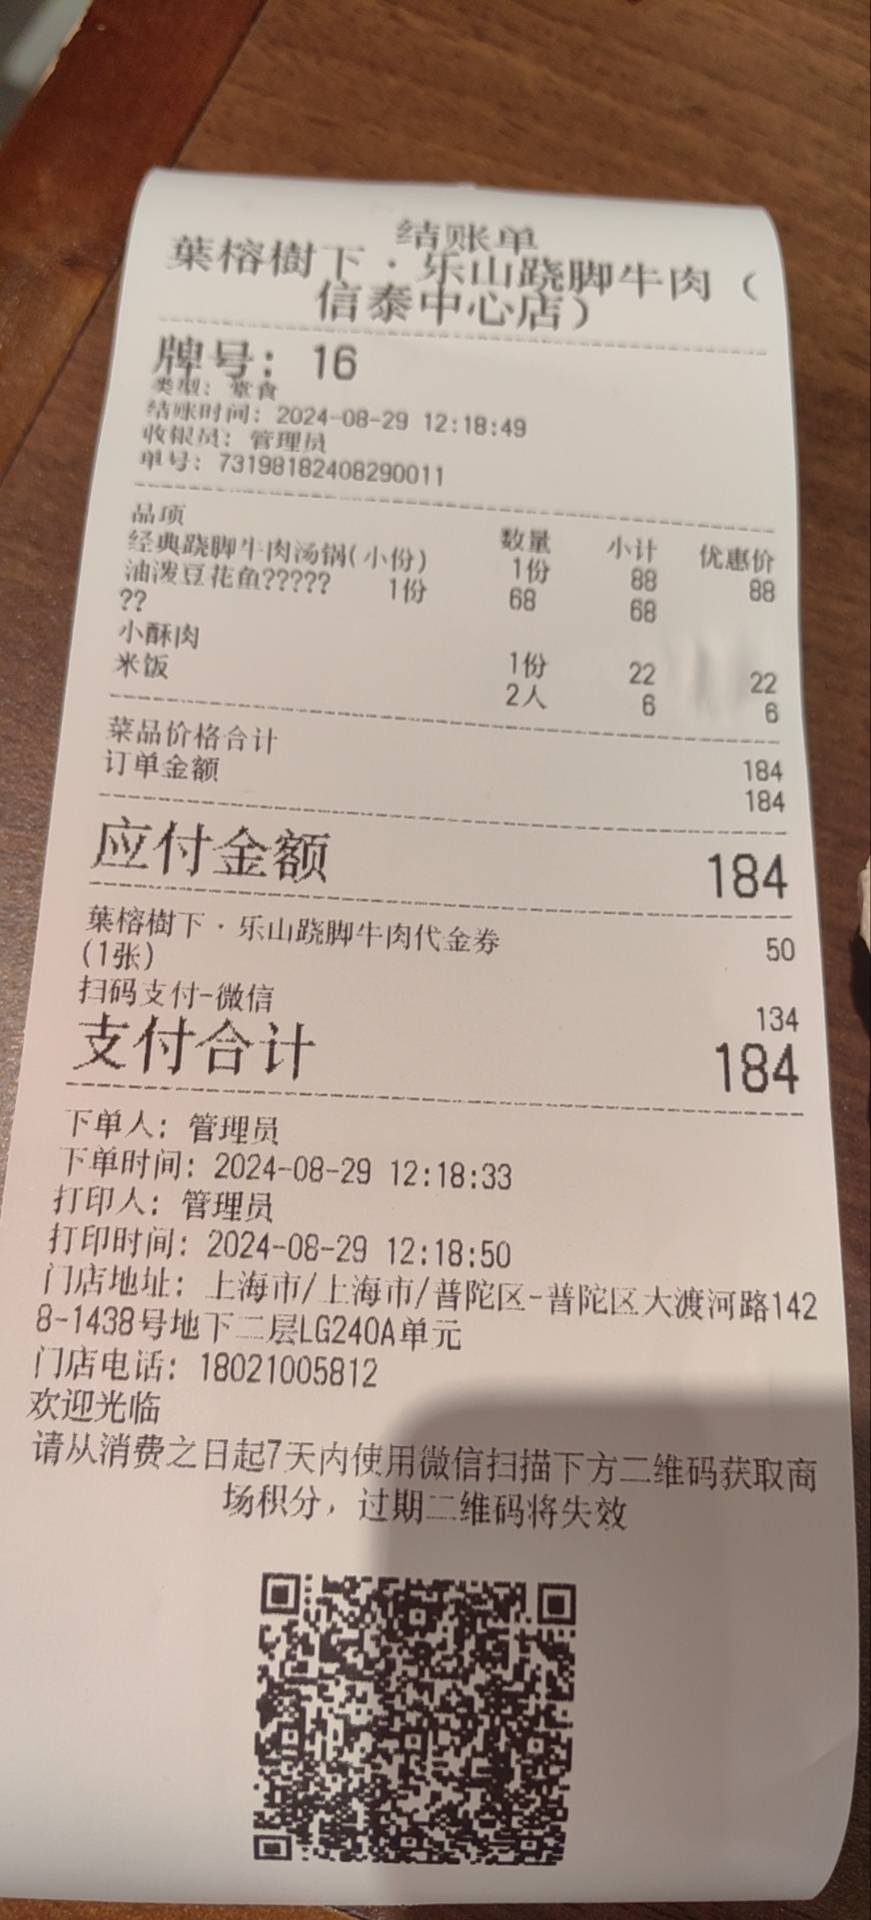 结账单
葉榕樹下·乐山跷脚牛肉（
信泰中心店）
牌号: 16
类型: 堂食
结账时间: 2024-08-29 12:18:49
收银员: 管理员
单号: 73198182408290011
品项 数量 小计 优惠价
经典跷脚牛肉汤锅(小份) 1份 88 88
油泼豆花鱼????? 1份 68 68
??
小酥肉 1份 22 22
米饭 2人 6 6
菜品价格合计 184
订单金额 184
应付金额 184
葉榕樹下·乐山跷脚牛肉代金券 50
(1张)
扫码支付-微信 134
支付合计 184
下单人: 管理员
下单时间: 2024-08-29 12:18:33
打印人: 管理员
打印时间: 2024-08-29 12:18:50
门店地址: 上海市/上海市/普陀区-普陀区大渡河路142
8-1438号地下二层LG240A单元
门店电话: 18021005812
欢迎光临
请从消费之日起7天内使用微信扫描下方二维码获取商
场积分，过期二维码将失效